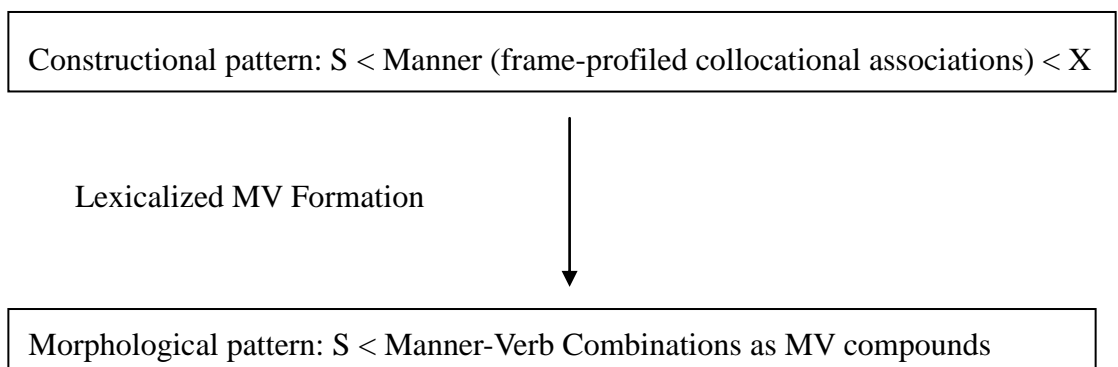 Constructional pattern: S < Manner (frame-profiled collocational associations) < X
Lexicalized MV Formation
Morphological pattern: S < Manner-Verb Combinations as MV compounds